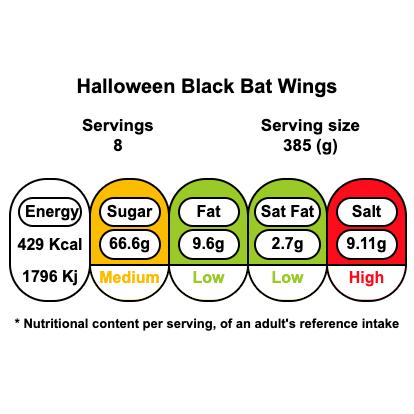 Halloween Black Bat Wings
Servings Serving size
8 385 (g)
Energy Sugar Fat Sat Fat Salt
429 Kcal 66.6g 9.6g 2.7g 9.11g
1796 Kj Medium Low Low High
* Nutritional content per serving, of an adult's reference intake